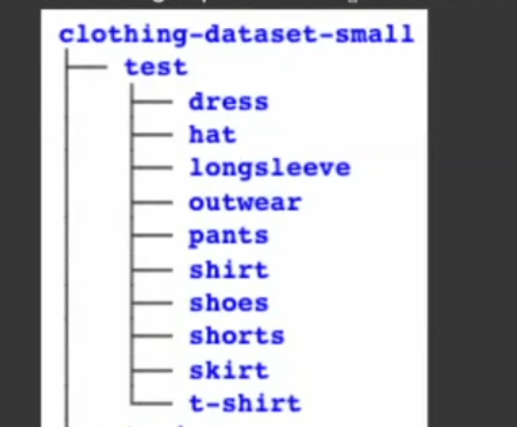 clothing-dataset-small
test
dress
hat
longsleeve
outwear
pants
shirt
shoes
shorts
skirt
t-shirt